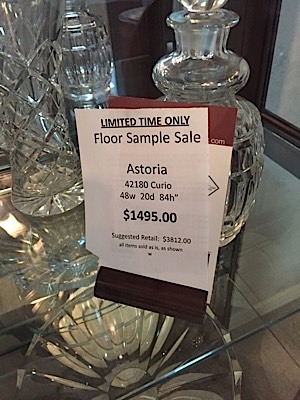 LIMITED TIME ONLY
Floor Sample Sale
Astoria
42180 Curio
48w 20d 84h"
$1495.00
Suggested Retail: $3812.00
all items sold as is, as shown
w
.com